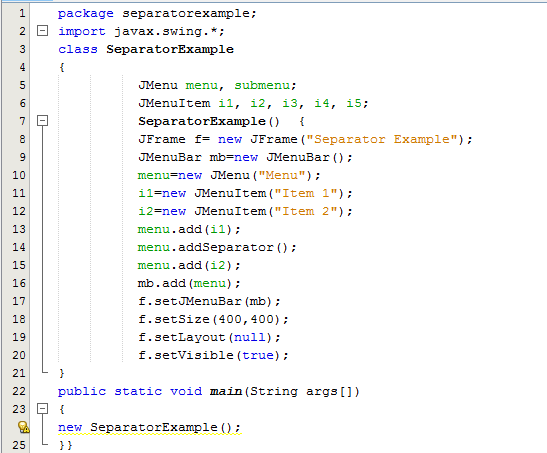 1 package separatorexample;
2 import javax.swing.*;
3 class SeparatorExample
4 {
5 JMenu menu, submenu;
6 JMenuItem i1, i2, i3, i4, i5;
7 SeparatorExample() {
8 JFrame f= new JFrame("Separator Example");
9 JMenuBar mb=new JMenuBar();
10 menu=new JMenu("Menu");
11 i1=new JMenuItem("Item 1");
12 i2=new JMenuItem("Item 2");
13 menu.add(i1);
14 menu.addSeparator();
15 menu.add(i2);
16 mb.add(menu);
17 f.setJMenuBar(mb);
18 f.setSize(400,400);
19 f.setLayout(null);
20 f.setVisible(true);
21 }
22 public static void main(String args[])
23 {
new SeparatorExample();
25 }}